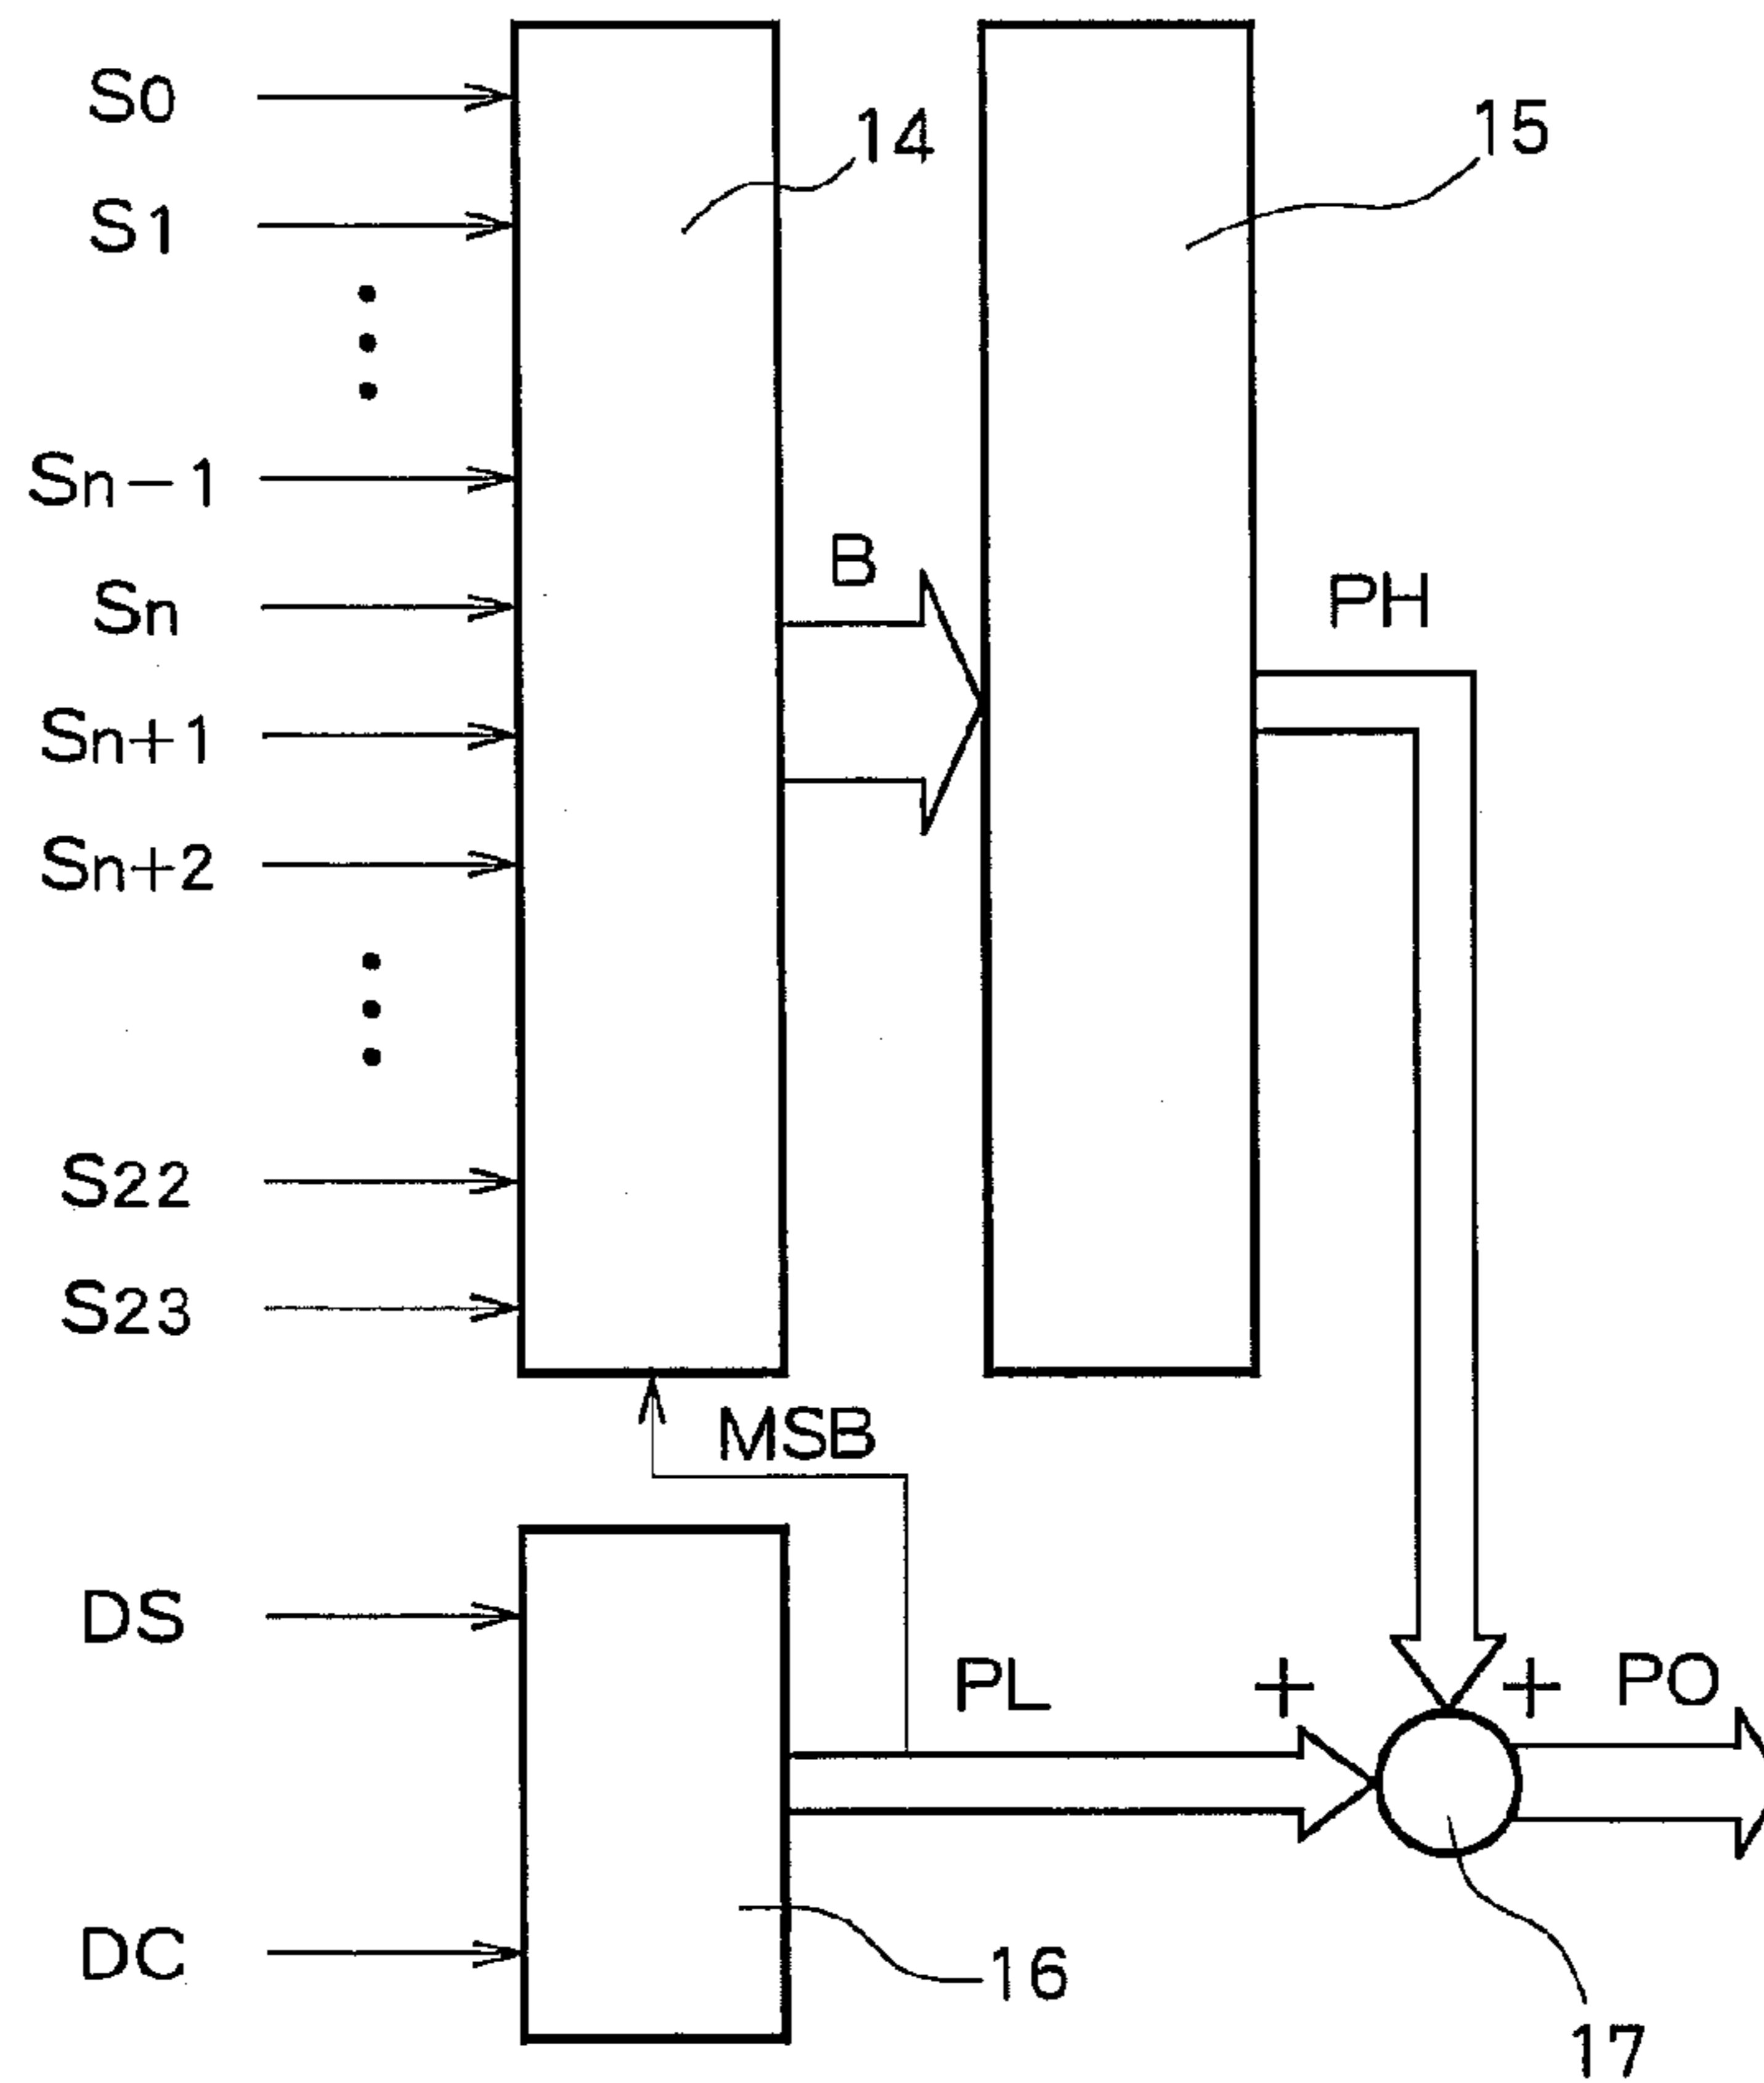 S0
14
15
S1
Sn-1
B
PH
Sn
Sn+1
Sn+2
S22
S23
MSB
DS
PL
+
+
PO
DC
16
17